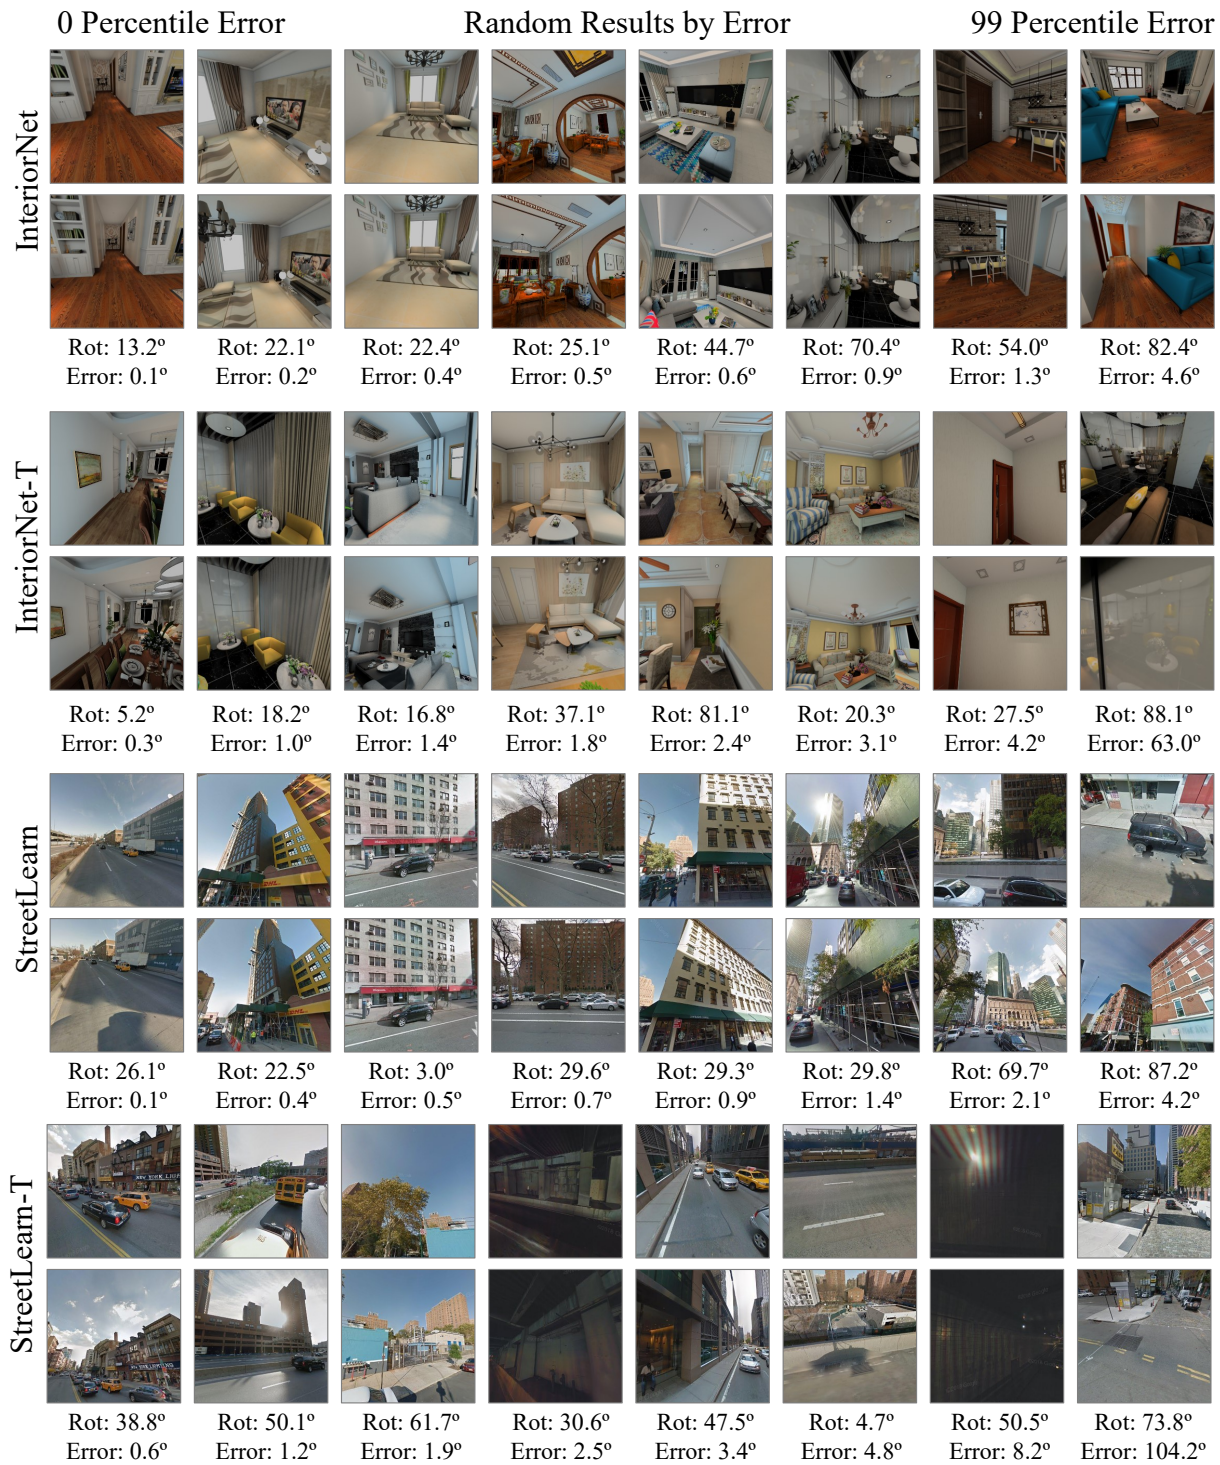 0 Percentile Error
Random Results by Error
99 Percentile Error
InteriorNet
Rot: 13.2º
Error: 0.1º
Rot: 22.1º
Error: 0.2º
Rot: 22.4º
Error: 0.4º
Rot: 25.1º
Error: 0.5º
Rot: 44.7º
Error: 0.6º
Rot: 70.4º
Error: 0.9º
Rot: 54.0º
Error: 1.3º
Rot: 82.4º
Error: 4.6º
InteriorNet-T
Rot: 5.2º
Error: 0.3º
Rot: 18.2º
Error: 1.0º
Rot: 16.8º
Error: 1.4º
Rot: 37.1º
Error: 1.8º
Rot: 81.1º
Error: 2.4º
Rot: 20.3º
Error: 3.1º
Rot: 27.5º
Error: 4.2º
Rot: 88.1º
Error: 63.0º
StreetLearn
DHL
DHL
Rot: 26.1º
Error: 0.1º
Rot: 22.5º
Error: 0.4º
Rot: 3.0º
Error: 0.5º
Rot: 29.6º
Error: 0.7º
Rot: 29.3º
Error: 0.9º
Rot: 29.8º
Error: 1.4º
Rot: 69.7º
Error: 2.1º
Rot: 87.2º
Error: 4.2º
StreetLearn-T
Rot: 38.8º
Error: 0.6º
Rot: 50.1º
Error: 1.2º
Rot: 61.7º
Error: 1.9º
Rot: 30.6º
Error: 2.5º
Rot: 47.5º
Error: 3.4º
Rot: 4.7º
Error: 4.8º
Rot: 50.5º
Error: 8.2º
Rot: 73.8º
Error: 104.2º